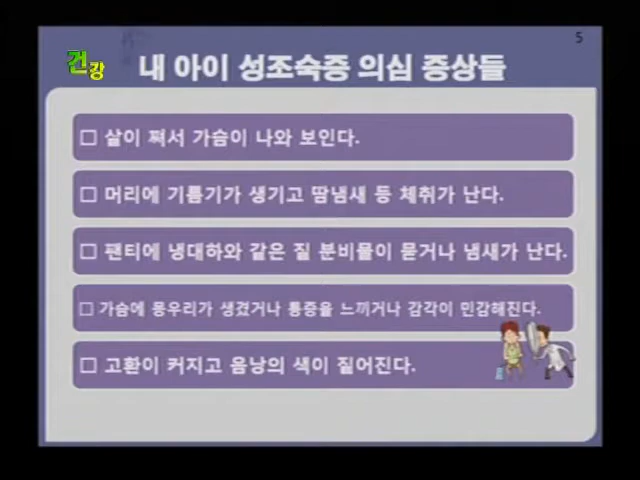 5
건강
내 아이 성조숙증 의심 증상들
□ 살이 쪄서 가슴이 나와 보인다.
□ 머리에 기름기가 생기고 땀냄새 등 체취가 난다.
□ 팬티에 냉대하와 같은 질 분비물이 묻거나 냄새가 난다.
□ 가슴에 몽우리가 생겼거나 통증을 느끼거나 감각이 민감해진다.
□ 고환이 커지고 음낭의 색이 짙어진다.